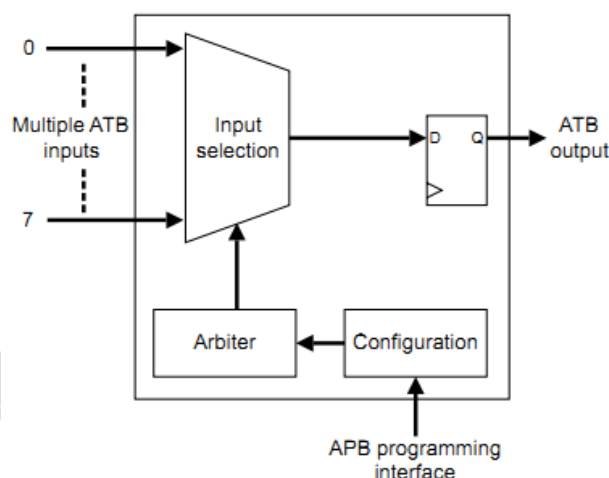 0
Multiple ATB
inputs
7
Input
selection
D Q
ATB
output
Arbiter
Configuration
APB programming
interface